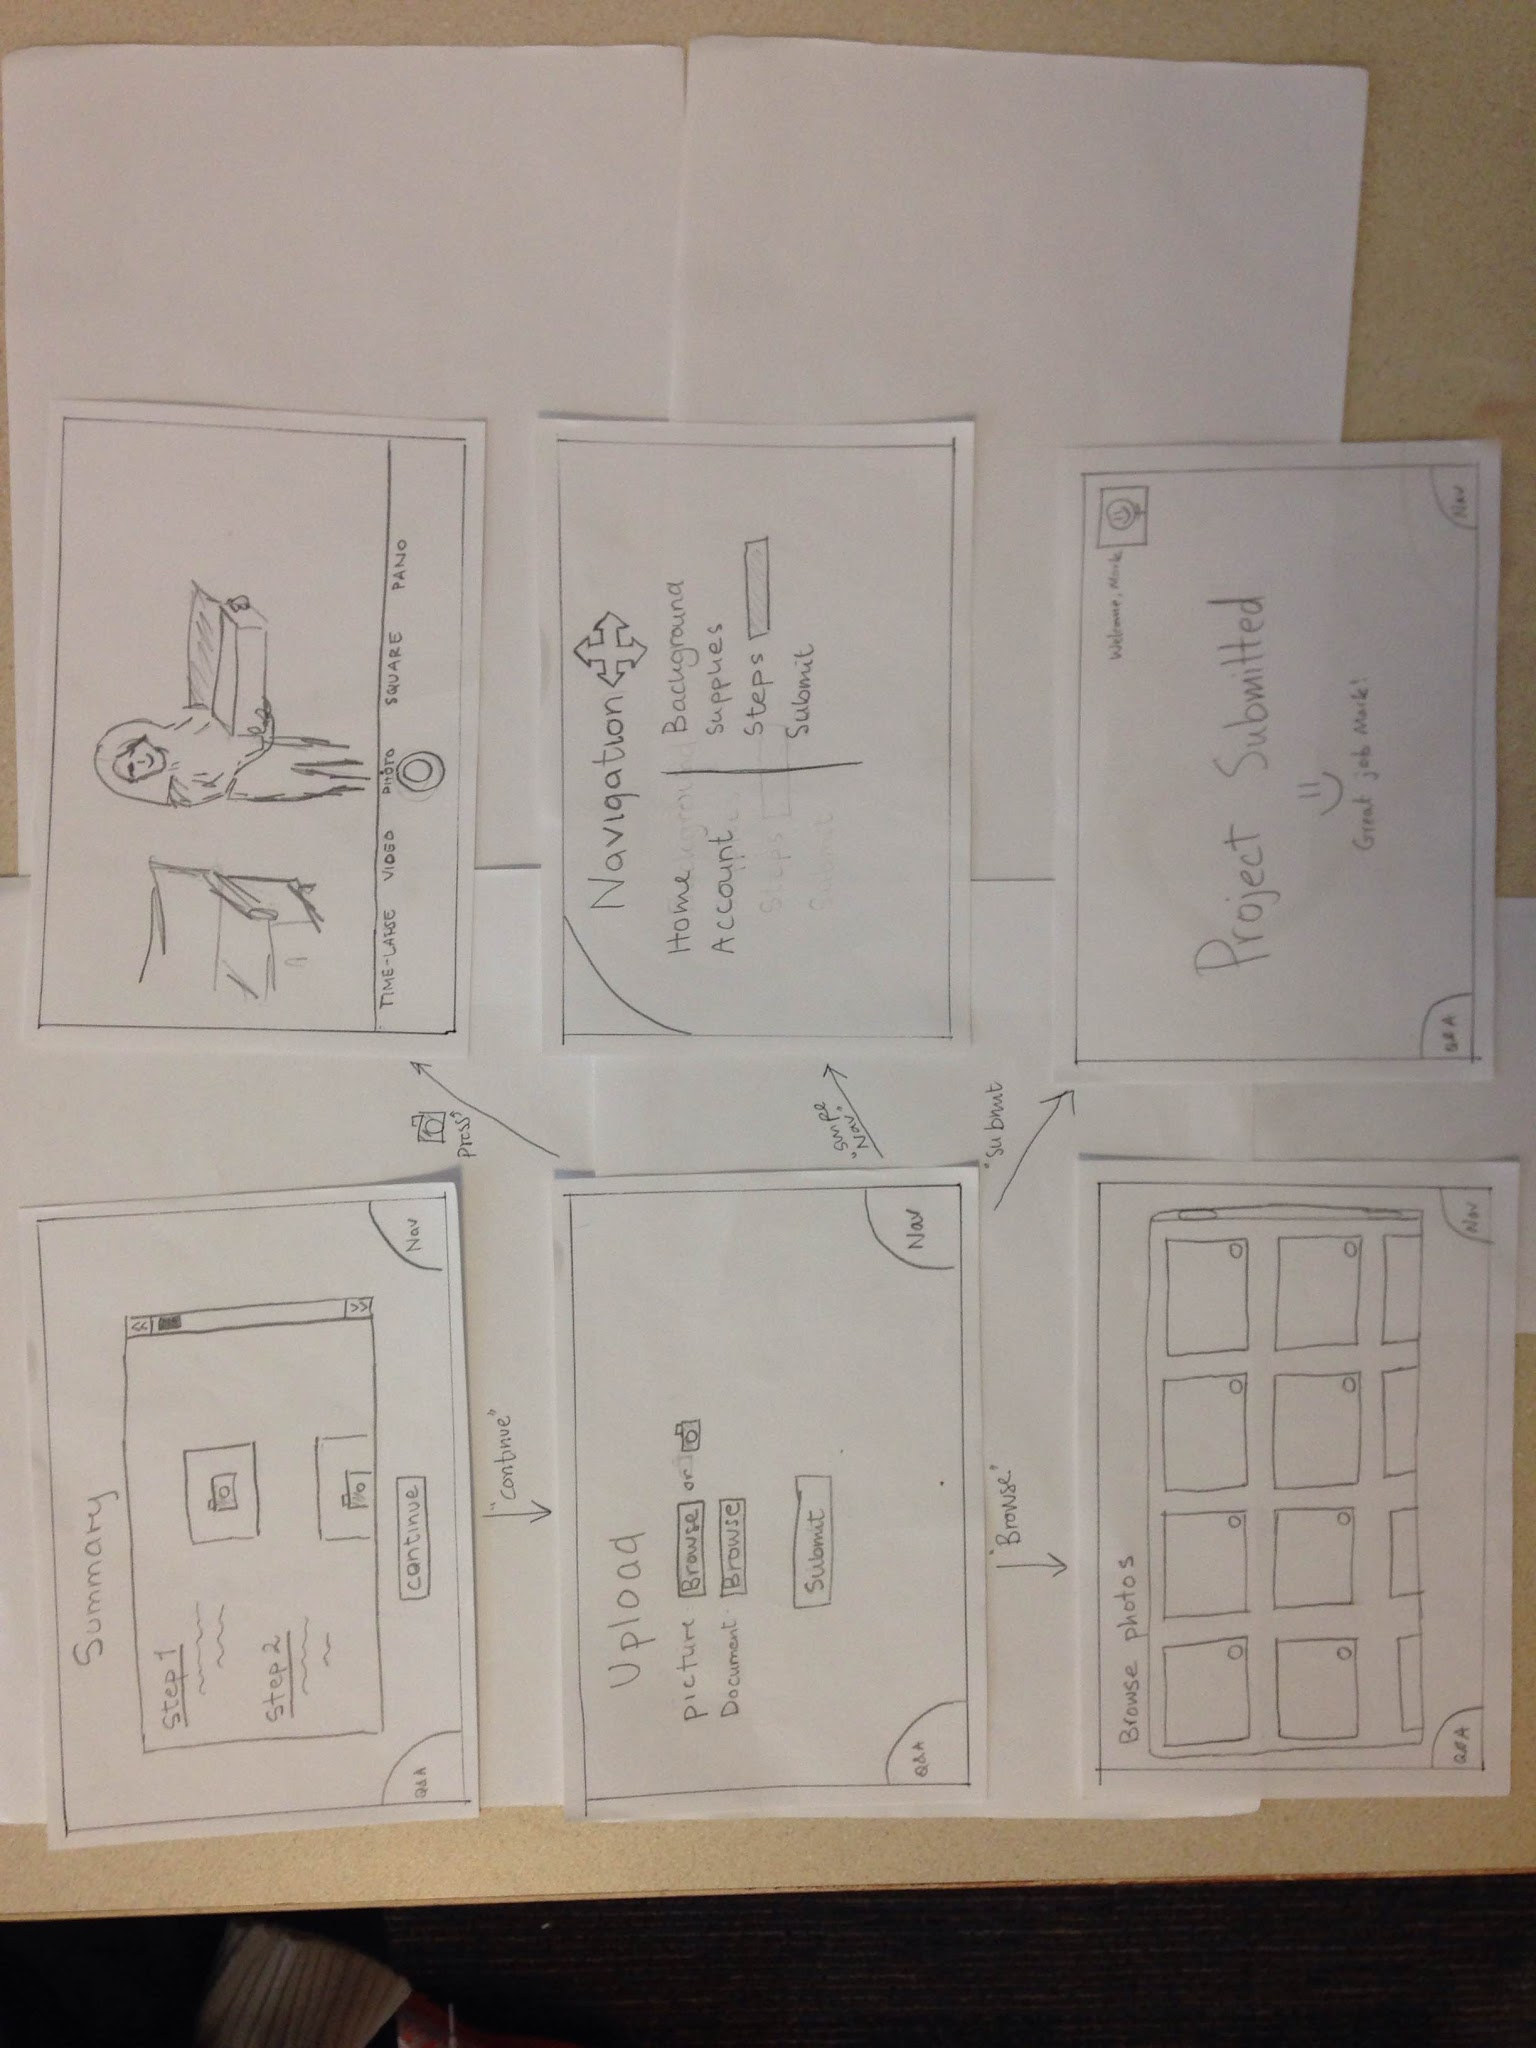 Summary
Step 1
Step 2
continue
Q&A
Nav
press"
TIME-LAPSE VIDEO PHOTO SQUARE PANO
"continue"
Upload
picture: Browse or
Document: Browse
Submit
Q&A
Nav
swipe
"Nav"
Navigation
Home Background
Account Supplies
Steps Steps
Submit Submit
"Browse"
"submit
Browse photos
Q&A
Nav
Welcome, Mark
Project Submitted
Great job Mark!
Q&A
Nav